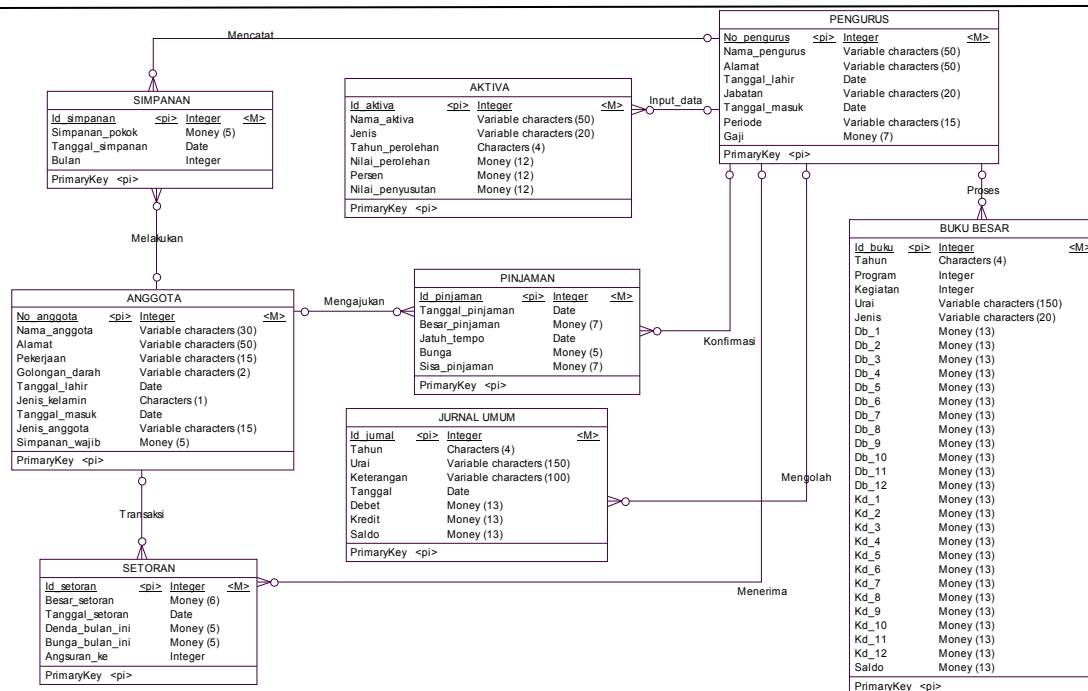 Mencatat
PENGURUS
No_pengurus <pi> Integer <M>
Nama_pengurus Variable characters (50)
Alamat Variable characters (50)
Tanggal_lahir Date
Jabatan Variable characters (20)
Tanggal_masuk Date
Periode Variable characters (15)
Gaji Money (7)
PrimaryKey <pi>
SIMPANAN
Id_simpanan <pi> Integer <M>
Simpanan_pokok Money (5)
Tanggal_simpanan Date
Bulan Integer
PrimaryKey <pi>
AKTIVA
Id_aktiva <pi> Integer <M>
Nama_aktiva Variable characters (50)
Jenis Variable characters (20)
Tahun_perolehan Characters (4)
Nilai_perolehan Money (12)
Persen Money (12)
Nilai_penyusutan Money (12)
PrimaryKey <pi>
Input_data
Proses
Melakukan
BUKU BESAR
Id_buku <pi> Integer <M>
Tahun Characters (4)
Program Integer
Kegiatan Integer
Urai Variable characters (150)
Jenis Variable characters (20)
Db_1 Money (13)
Db_2 Money (13)
Db_3 Money (13)
Db_4 Money (13)
Db_5 Money (13)
Db_6 Money (13)
Db_7 Money (13)
Db_8 Money (13)
Db_9 Money (13)
Db_10 Money (13)
Db_11 Money (13)
Db_12 Money (13)
Kd_1 Money (13)
Kd_2 Money (13)
Kd_3 Money (13)
Kd_4 Money (13)
Kd_5 Money (13)
Kd_6 Money (13)
Kd_7 Money (13)
Kd_8 Money (13)
Kd_9 Money (13)
Kd_10 Money (13)
Kd_11 Money (13)
Kd_12 Money (13)
Saldo Money (13)
PrimaryKey <pi>
ANGGOTA
No_anggota <pi> Integer <M>
Nama_anggota Variable characters (30)
Alamat Variable characters (50)
Pekerjaan Variable characters (15)
Golongan_darah Variable characters (2)
Tanggal_lahir Date
Jenis_kelamin Characters (1)
Tanggal_masuk Date
Jenis_anggota Variable characters (15)
Simpanan_wajib Money (5)
PrimaryKey <pi>
Mengajukan
PINJAMAN
Id_pinjaman <pi> Integer <M>
Tanggal_pinjaman Date
Besar_pinjaman Money (7)
Jatuh_tempo Date
Bunga Money (5)
Sisa_pinjaman Money (7)
PrimaryKey <pi>
Konfirmasi
JURNAL UMUM
Id_jurnal <pi> Integer <M>
Tahun Characters (4)
Urai Variable characters (150)
Keterangan Variable characters (100)
Tanggal Date
Debet Money (13)
Kredit Money (13)
Saldo Money (13)
PrimaryKey <pi>
Mengolah
Transaksi
SETORAN
Id_setoran <pi> Integer <M>
Besar_setoran Money (6)
Tanggal_setoran Date
Denda_bulan_ini Money (5)
Bunga_bulan_ini Money (5)
Angsuran_ke Integer
PrimaryKey <pi>
Menerima